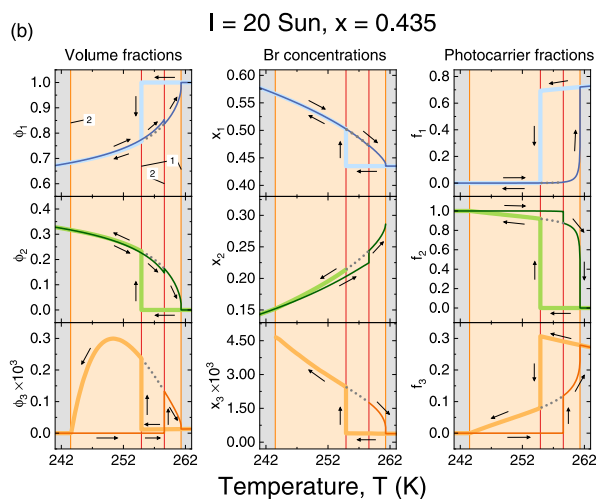 (b)
I = 20 Sun, x = 0.435
Volume fractions
Br concentrations
Photocarrier fractions
ϕ1
1.0
0.9
0.8
0.7
0.6
2
1
2
x1
0.60
0.55
0.50
0.45
0.40
f1
1.0
0.8
0.6
0.4
0.2
0.0
ϕ2
0.4
0.3
0.2
0.1
0.0
x2
0.30
0.25
0.20
0.15
f2
1.0
0.8
0.6
0.4
0.2
0.0
ϕ3 ×10³
0.3
0.2
0.1
0.0
x3 ×10³
4.50
3.00
1.50
0.00
f3
0.3
0.2
0.1
0.0
242 252 262
242 252 262
242 252 262
Temperature, T (K)